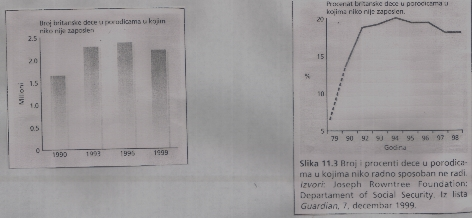 Broj britanske dece u porodicama u kojim
niko nije zaposlen
2.5
2.0
1.5
1.0
0.5
0
Milioni
1990 1993 1996 1999
Procenat britanske dece u porodicama u
kojima niko nije zaposlen.
20
15
%
10
5
79 90 92 93 94 95 96 97 98
Godinu
Slika 11.3 Broj i procenti dece u porodica-
ma u kojima niko radno sposoban ne radi.
Izvori: Joseph Rowntree Foundation;
Departament of Social Security. Iz lista
Guardian, 7, decembar 1999.